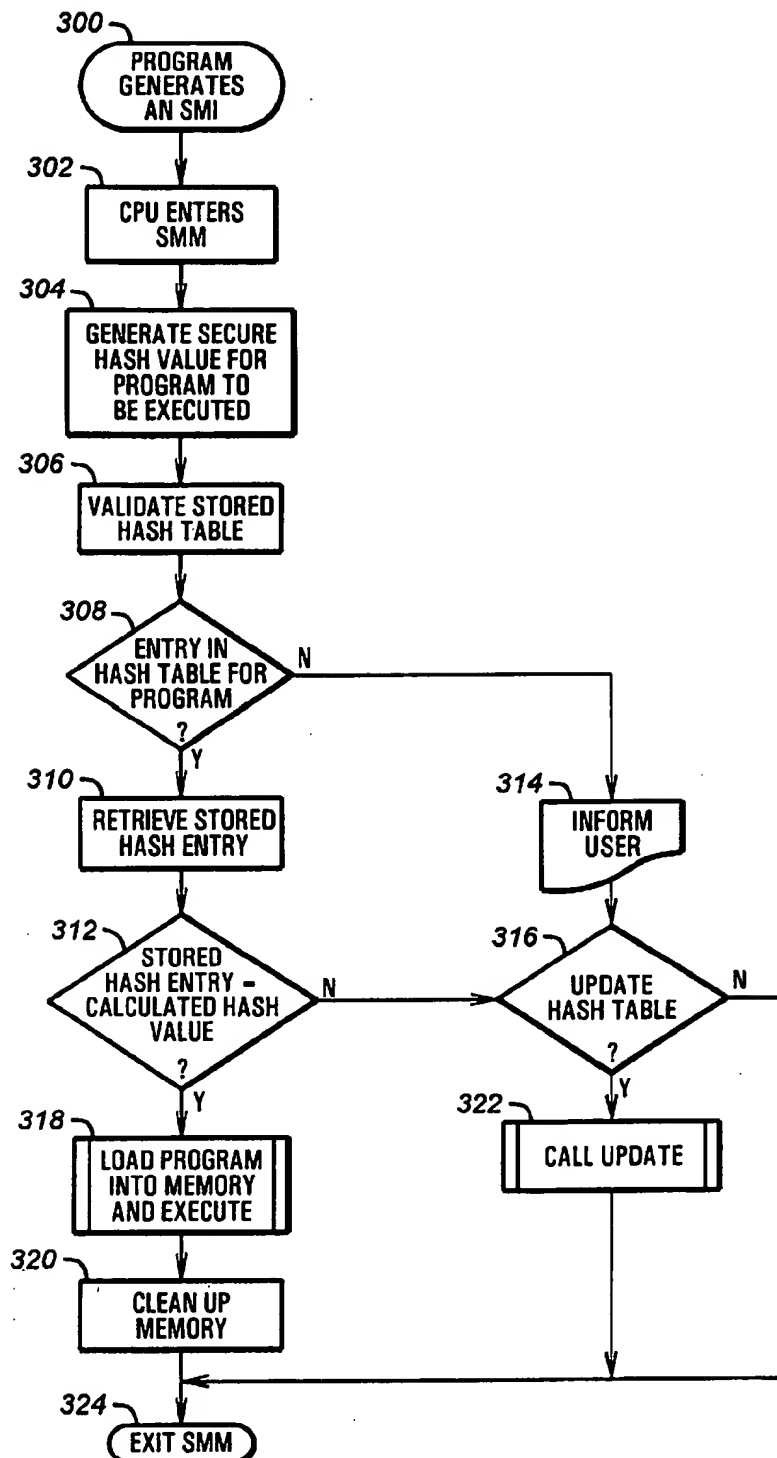 300
PROGRAM
GENERATES
AN SMI
302
CPU ENTERS
SMM
304
GENERATE SECURE
HASH VALUE FOR
PROGRAM TO
BE EXECUTED
306
VALIDATE STORED
HASH TABLE
308
ENTRY IN
HASH TABLE FOR
PROGRAM
?
N
Y
310
RETRIEVE STORED
HASH ENTRY
314
INFORM
USER
312
STORED
HASH ENTRY =
CALCULATED HASH
VALUE
?
N
Y
316
UPDATE
HASH TABLE
?
N
Y
318
LOAD PROGRAM
INTO MEMORY
AND EXECUTE
322
CALL UPDATE
320
CLEAN UP
MEMORY
324
EXIT SMM